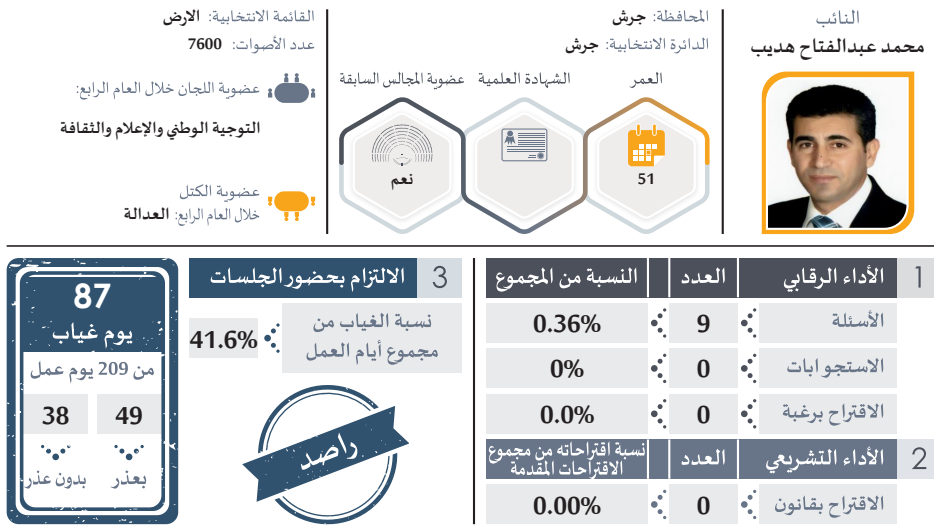 النائب
محمد عبدالفتاح هديب
المحافظة: جرش
الدائرة الانتخابية: جرش
العمر
51
الشهادة العلمية
عضوية المجالس السابقة
نعم
القائمة الانتخابية: الارض
عدد الأصوات: 7600
عضوية اللجان خلال العام الرابع:
التوجية الوطني والإعلام والثقافة
عضوية الكتل
خلال العام الرابع: العدالة
1 الأداء الرقابي العدد النسبة من المجموع
الأسئلة 9 0.36%
الاستجوابات 0 0%
الاقتراح برغبة 0 0.0%
2 الأداء التشريعي العدد نسبة اقتراحاته من مجموع
الاقتراحات المقدمة
الاقتراح بقانون 0 0.00%
3 الالتزام بحضور الجلسات
نسبة الغياب من
مجموع أيام العمل
41.6%
راصد
87
يوم غياب
من 209 يوم عمل
49 38
بعذر بدون عذر